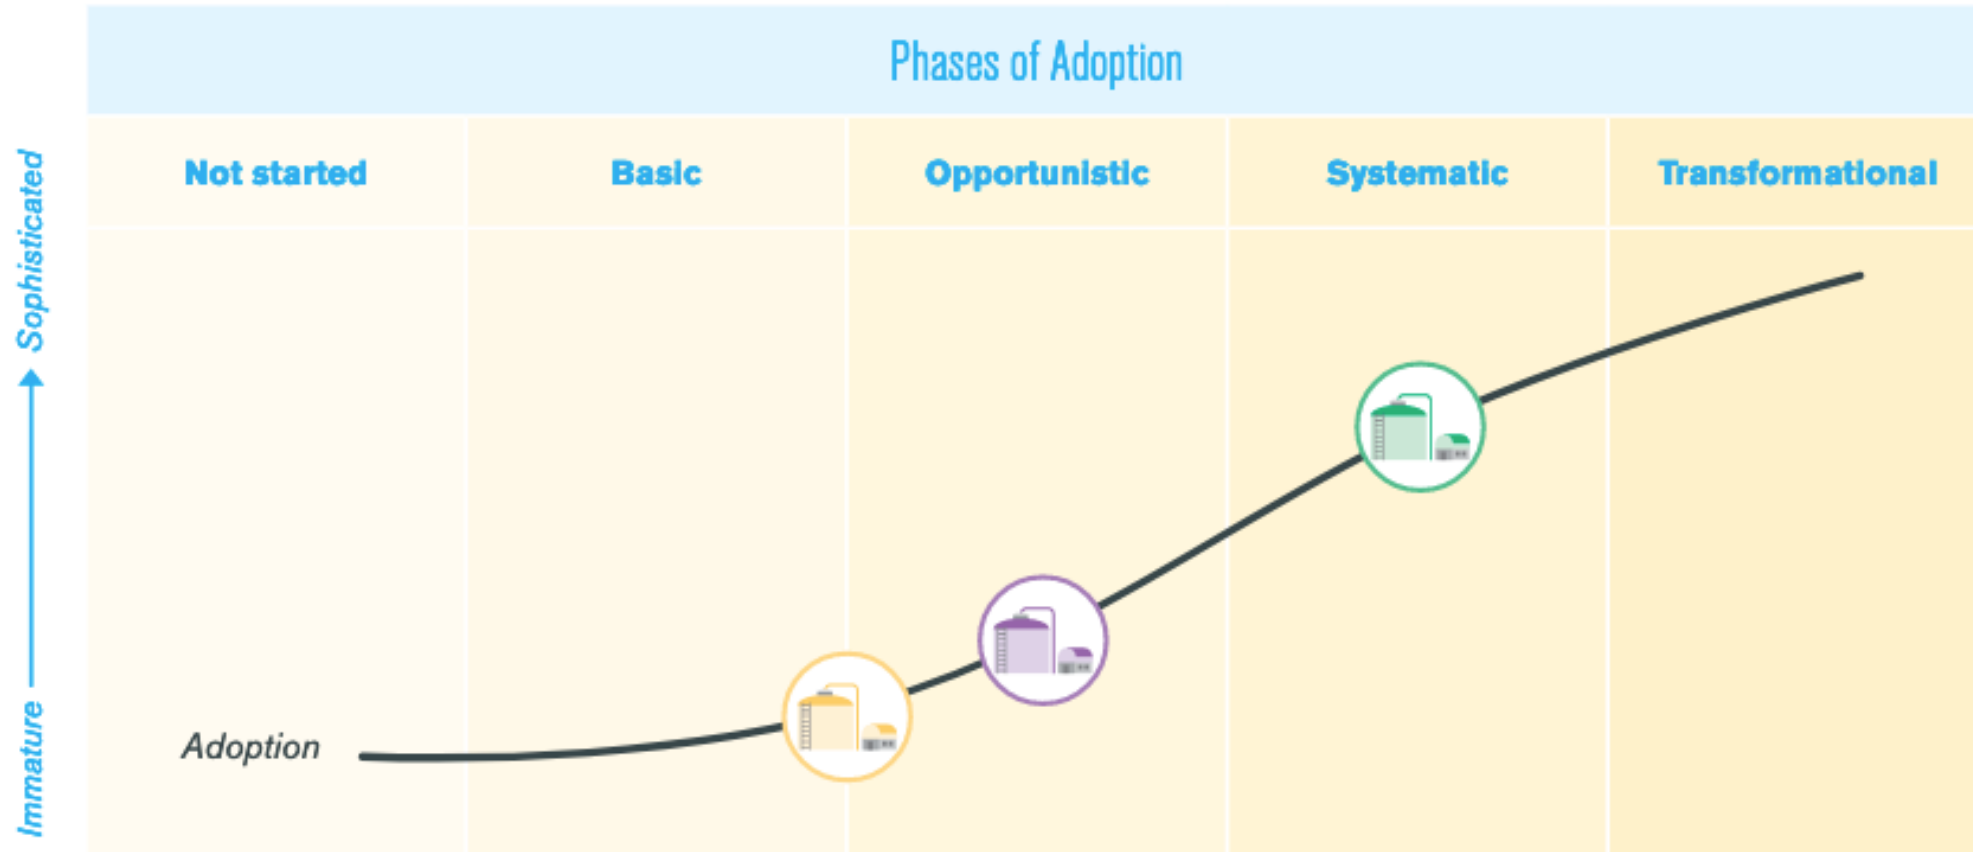 Phases of Adoption
Not started
Basic
Opportunistic
Systematic
Transformational
Sophisticated
Immature
Adoption